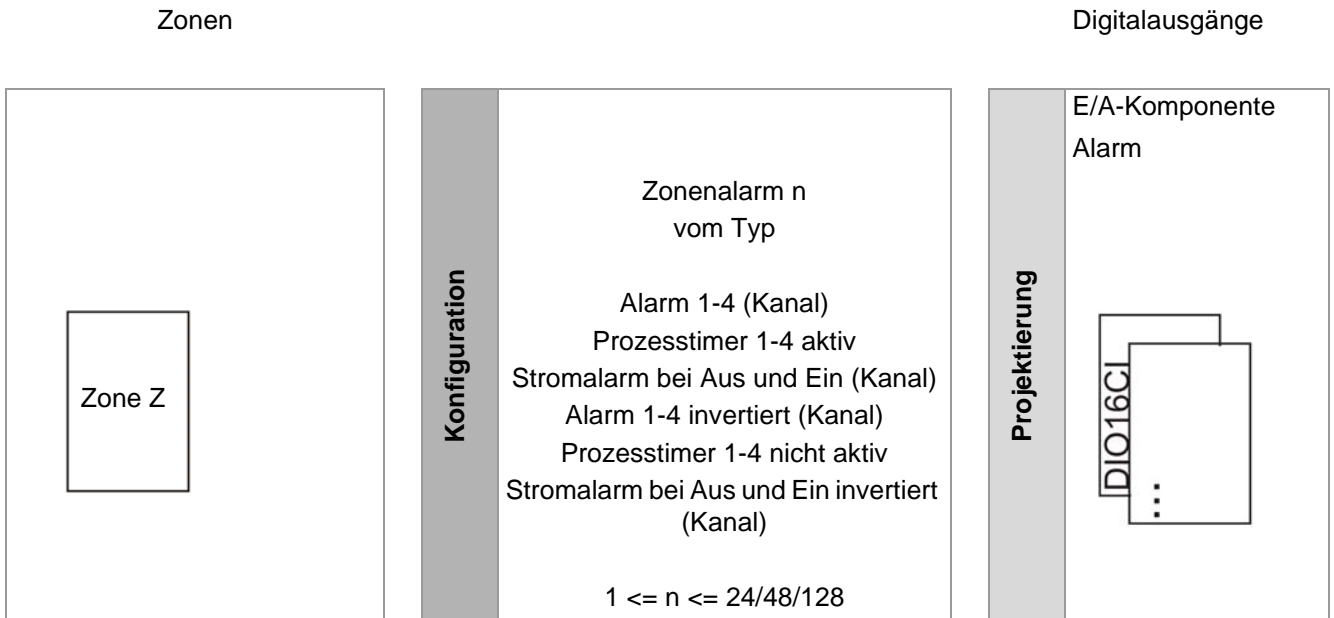 Zonen
Digitalausgänge
Zone Z
Konfiguration
Zonenalarm n
vom Typ
Alarm 1-4 (Kanal)
Prozesstimer 1-4 aktiv
Stromalarm bei Aus und Ein (Kanal)
Alarm 1-4 invertiert (Kanal)
Prozesstimer 1-4 nicht aktiv
Stromalarm bei Aus und Ein invertiert
(Kanal)
1 <= n <= 24/48/128
Projektierung
E/A-Komponente
Alarm
DIO16CI
...